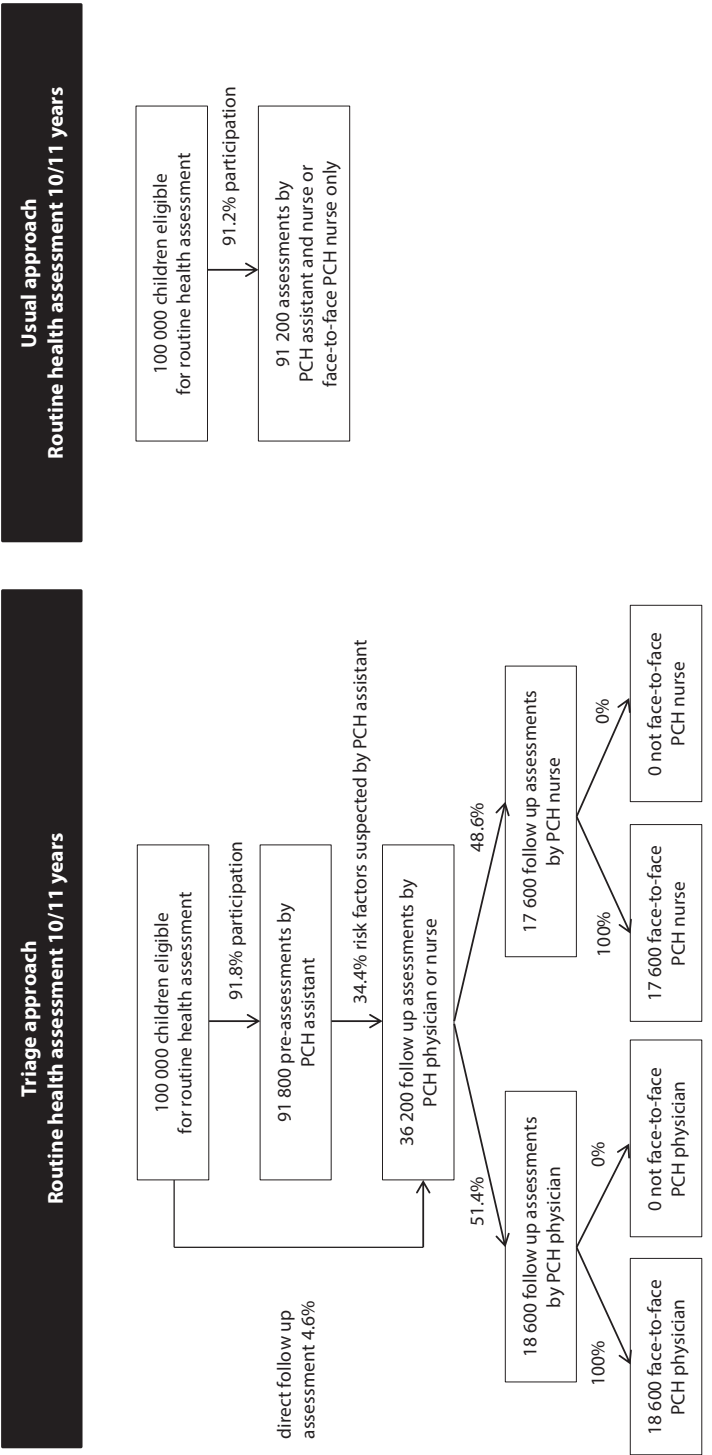 Triage approach
Routine health assessment 10/11 years
100 000 children eligible
for routine health assessment
91.8% participation
91 800 pre-assessments by
PCH assistant
direct follow up
assessment 4.6%
34.4% risk factors suspected by PCH assistant
36 200 follow up assessments by
PCH physician or nurse
51.4%
48.6%
18 600 follow up assessments
by PCH physician
17 600 follow up assessments
by PCH nurse
100%
0%
100%
0%
18 600 face-to-face
PCH physician
0 not face-to-face
PCH physician
17 600 face-to-face
PCH nurse
0 not face-to-face
PCH nurse
Usual approach
Routine health assessment 10/11 years
100 000 children eligible
for routine health assessment
91.2% participation
91 200 assessments by
PCH assistant and nurse or
face-to-face PCH nurse only